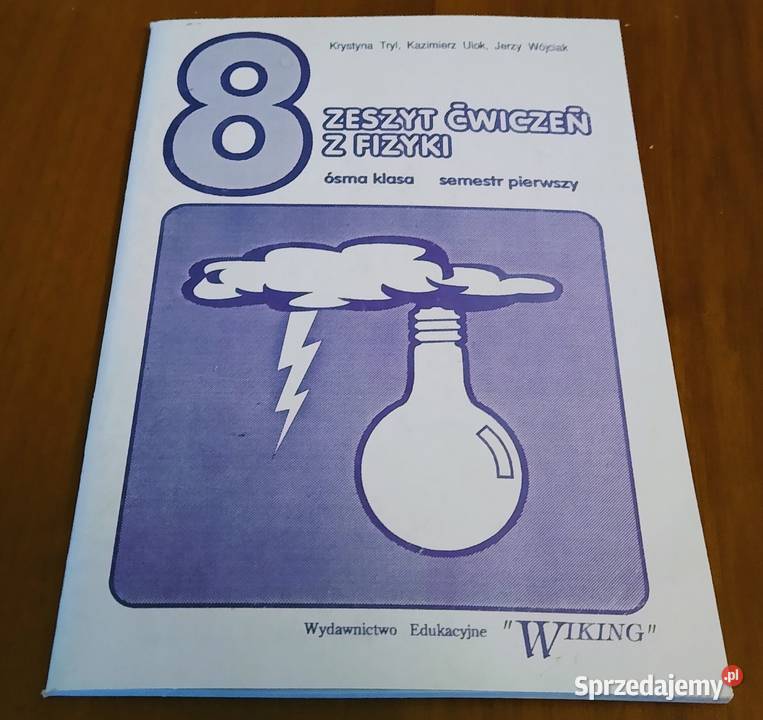 Krystyna Tryl, Kazimierz Ulok, Jerzy Wójciak
8
ZESZYT ĆWICZEŃ
Z FIZYKI
ósma klasa semestr pierwszy
Wydawnictwo Edukacyjne "WIKING"
Sprzedajemy.pl